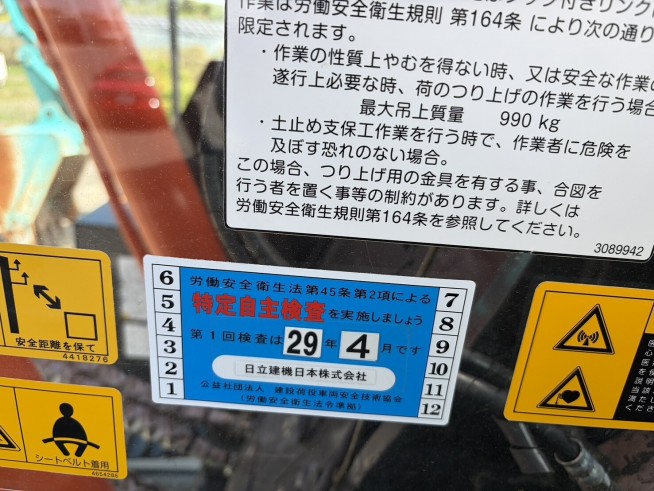 作業は労働安全衛生規則 第164条 により次の通り
限定されます。
・作業の性質上やむを得ない時、又は安全な作業の
遂行上必要な時、荷のつり上げの作業を行う場合
最大吊上質量 990 kg
・土止め支保工作業を行う時で、作業者に危険を
及ぼす恐れのない場合。
この場合、つり上げ用の金具を有する事、合図を
行う者を置く事等の制約があります。詳しくは
労働安全衛生規則第164条を参照してください。
3089942
安全距離を保て
4418276
シートベルト着用
4654286
6
5
4
3
2
1
労働安全衛生法第45条第2項による
特定自主検査を実施しましょう
第1回検査は 29 年 4 月です
日立建機日本株式会社
公益社団法人 建設荷役車両安全技術協会
(労働安全衛生法令準拠)
7
8
9
10
11
12